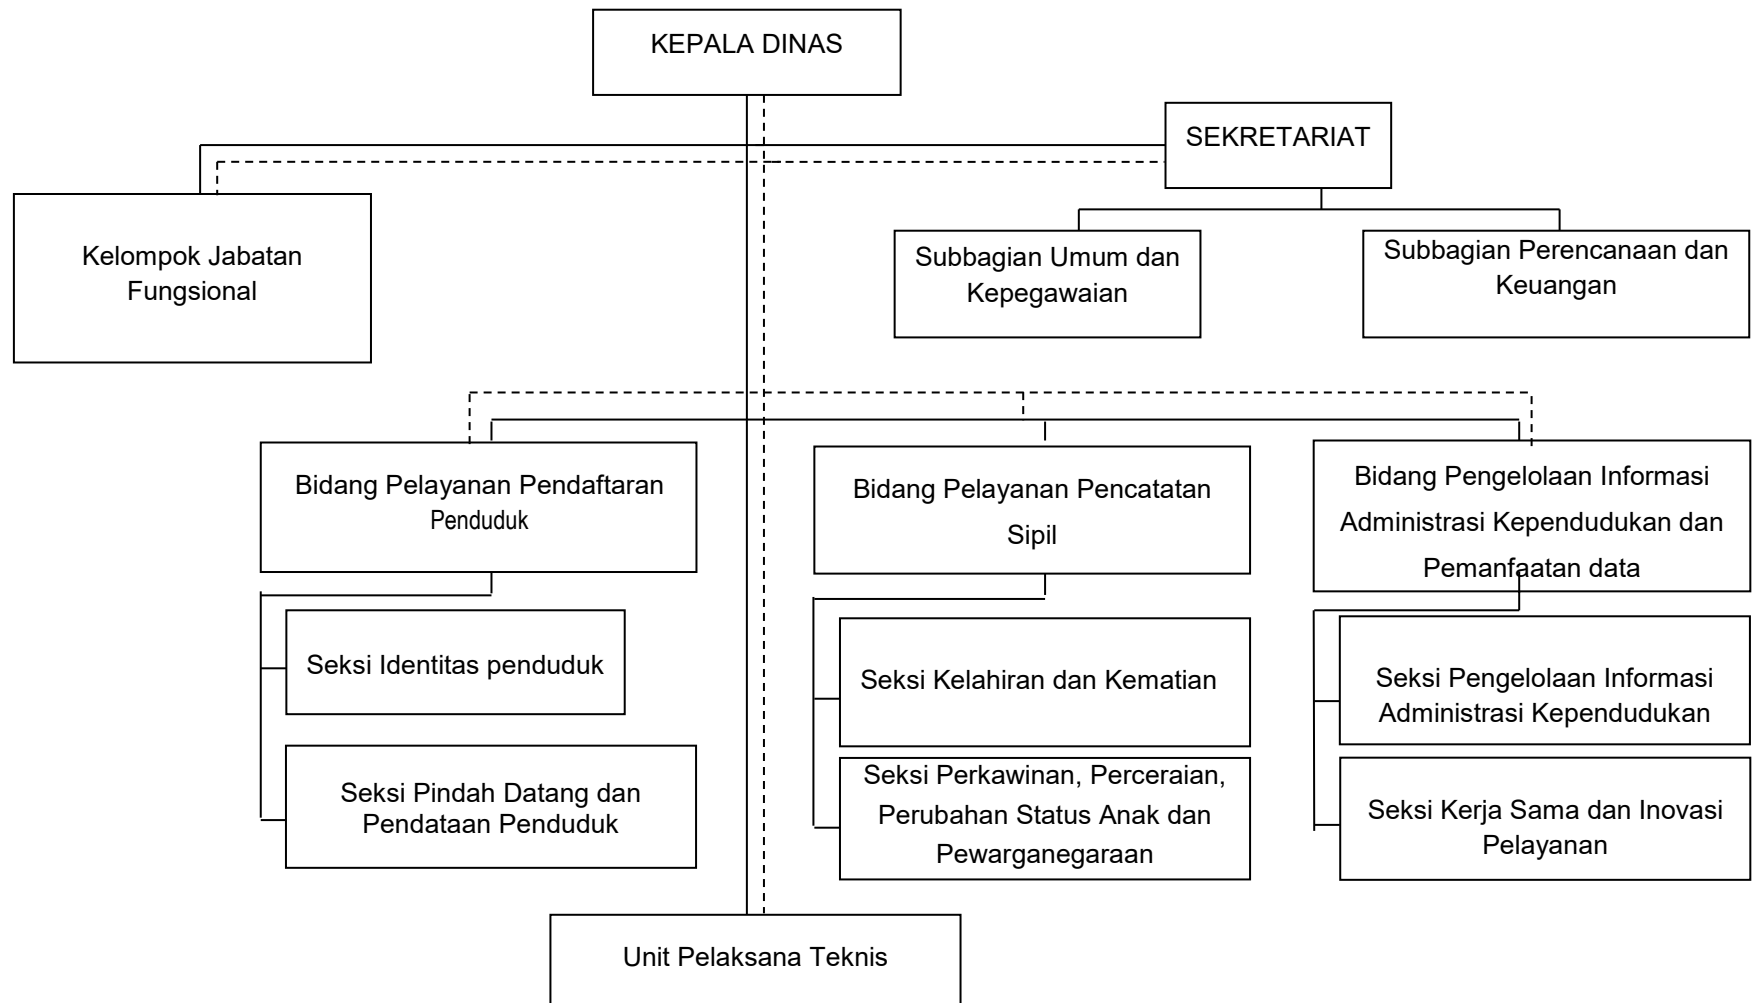 KEPALA DINAS
SEKRETARIAT
Kelompok Jabatan
Fungsional
Subbagian Umum dan
Kepegawaian
Subbagian Perencanaan dan
Keuangan
Bidang Pelayanan Pendaftaran
Penduduk
Bidang Pelayanan Pencatatan
Sipil
Bidang Pengelolaan Informasi
Administrasi Kependudukan dan
Pemanfaatan data
Seksi Identitas penduduk
Seksi Pindah Datang dan
Pendataan Penduduk
Seksi Kelahiran dan Kematian
Seksi Perkawinan, Perceraian,
Perubahan Status Anak dan
Pewarganegaraan
Seksi Pengelolaan Informasi
Administrasi Kependudukan
Seksi Kerja Sama dan Inovasi
Pelayanan
Unit Pelaksana Teknis